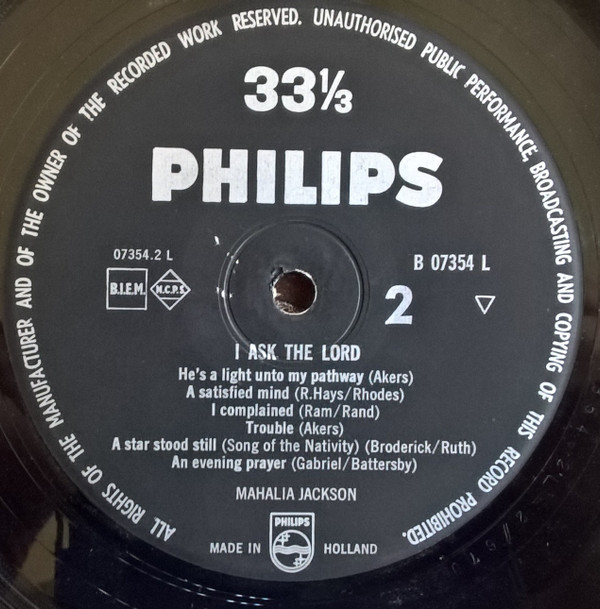 ALL RIGHTS OF THE MANUFACTURER AND OF THE OWNER OF THE RECORDED WORK RESERVED. UNAUTHORISED PUBLIC PERFORMANCE, BROADCASTING AND COPYING OF THIS RECORD PROHIBITED.
33⅓
PHILIPS
07354.2 L
B 07354 L
B.I.E.M.
N.C.P.S.
2
I ASK THE LORD
He's a light unto my pathway (Akers)
A satisfied mind (R.Hays/Rhodes)
I complained (Ram/Rand)
Trouble (Akers)
A star stood still (Song of the Nativity) (Broderick/Ruth)
An evening prayer (Gabriel/Battersby)
MAHALIA JACKSON
PHILIPS
MADE IN HOLLAND